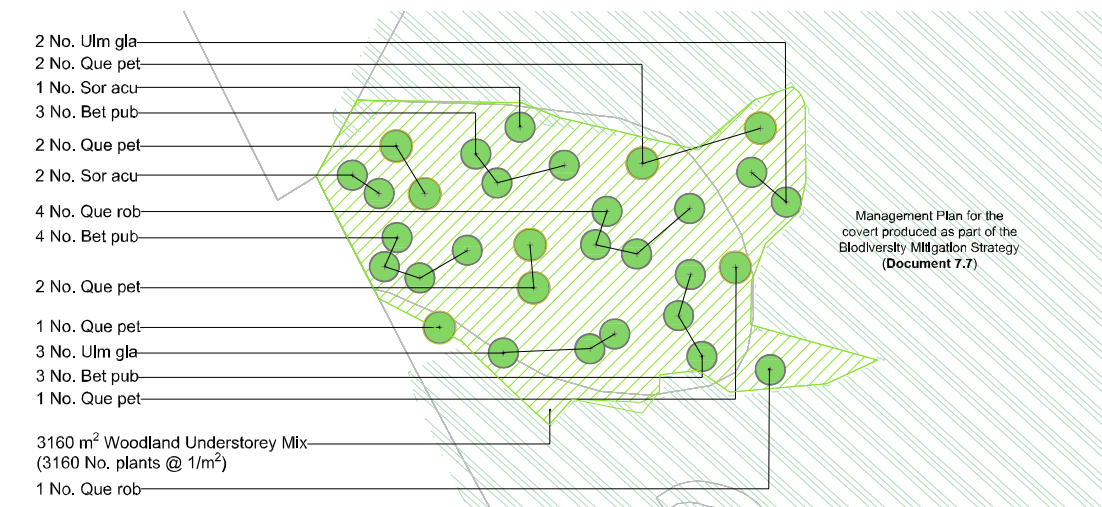 2 No. Ulm gla
2 No. Que pet
1 No. Sor acu
3 No. Bet pub
2 No. Que pet
2 No. Sor acu
4 No. Que rob
4 No. Bet pub
2 No. Que pet
1 No. Que pet
3 No. Ulm gla
3 No. Bet pub
1 No. Que pet
3160 m² Woodland Understorey Mix
(3160 No. plants @ 1/m²)
1 No. Que rob
Management Plan for the
covert produced as part of the
Biodiversity Mitigation Strategy
(Document 7.7)